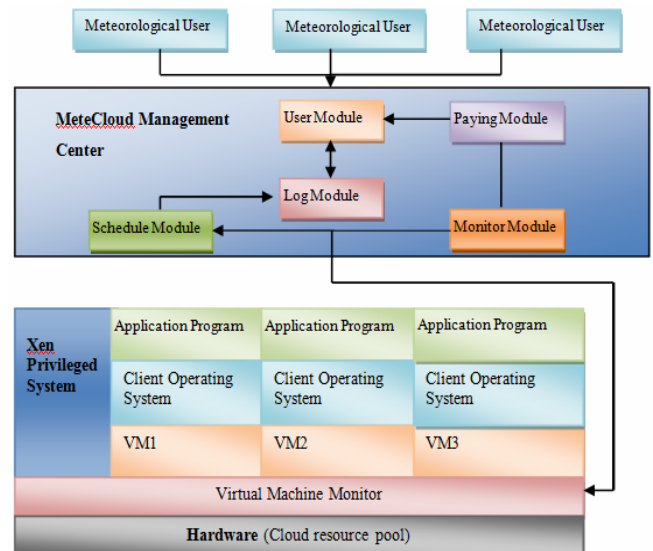 Meteorological User
Meteorological User
Meteorological User
MeteCloud Management
Center
User Module
Paying Module
Log Module
Schedule Module
Monitor Module
Xen
Privileged
System
Application Program
Application Program
Application Program
Client Operating
System
Client Operating
System
Client Operating
System
VM1
VM2
VM3
Virtual Machine Monitor
Hardware (Cloud resource pool)